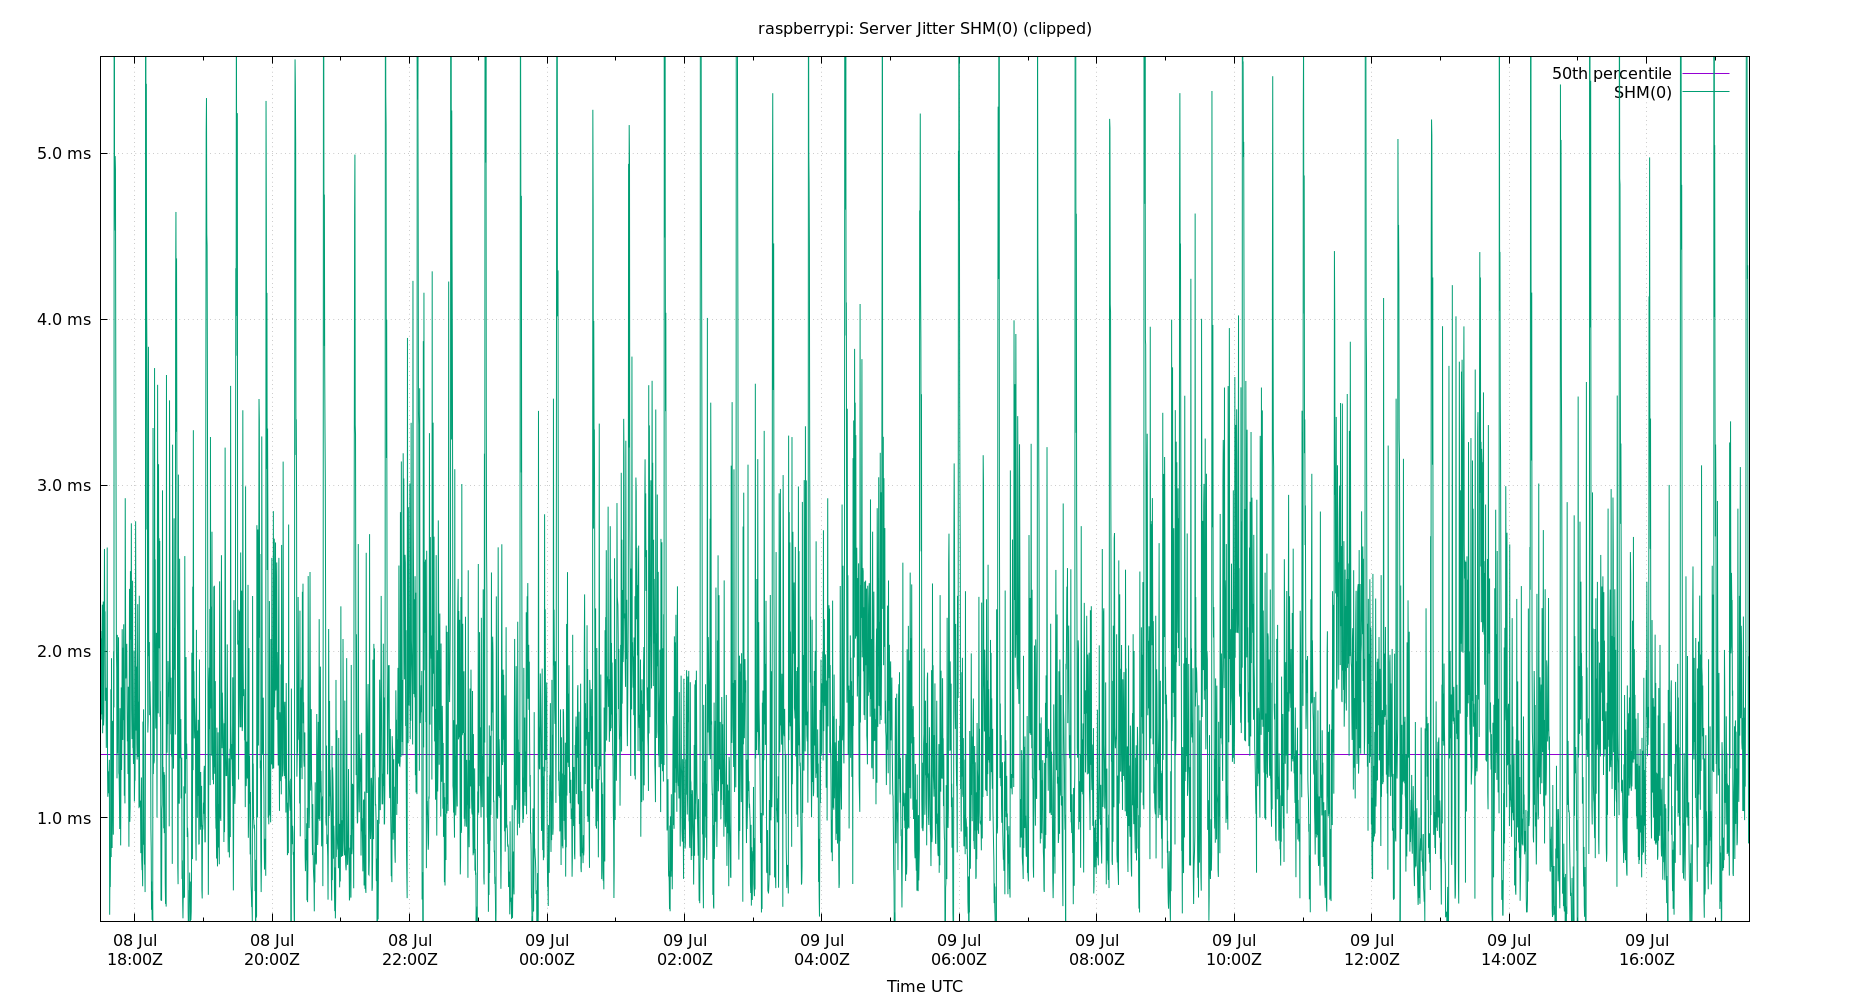 raspberrypi: Server Jitter SHM(0) (clipped)
50th percentile
SHM(0)
5.0 ms
4.0 ms
3.0 ms
2.0 ms
1.0 ms
08 Jul 08 Jul 08 Jul 09 Jul 09 Jul 09 Jul 09 Jul 09 Jul 09 Jul 09 Jul 09 Jul 09 Jul
18:00Z 20:00Z 22:00Z 00:00Z 02:00Z 04:00Z 06:00Z 08:00Z 10:00Z 12:00Z 14:00Z 16:00Z
Time UTC